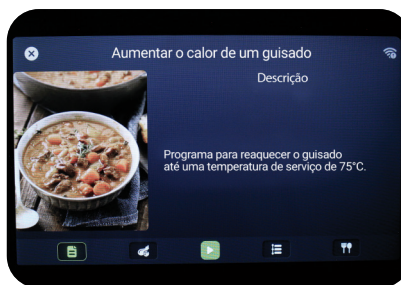 Aumentar o calor de um guisado
Descrição
Programa para reaquecer o guisado
até uma temperatura de serviço de 75°C.